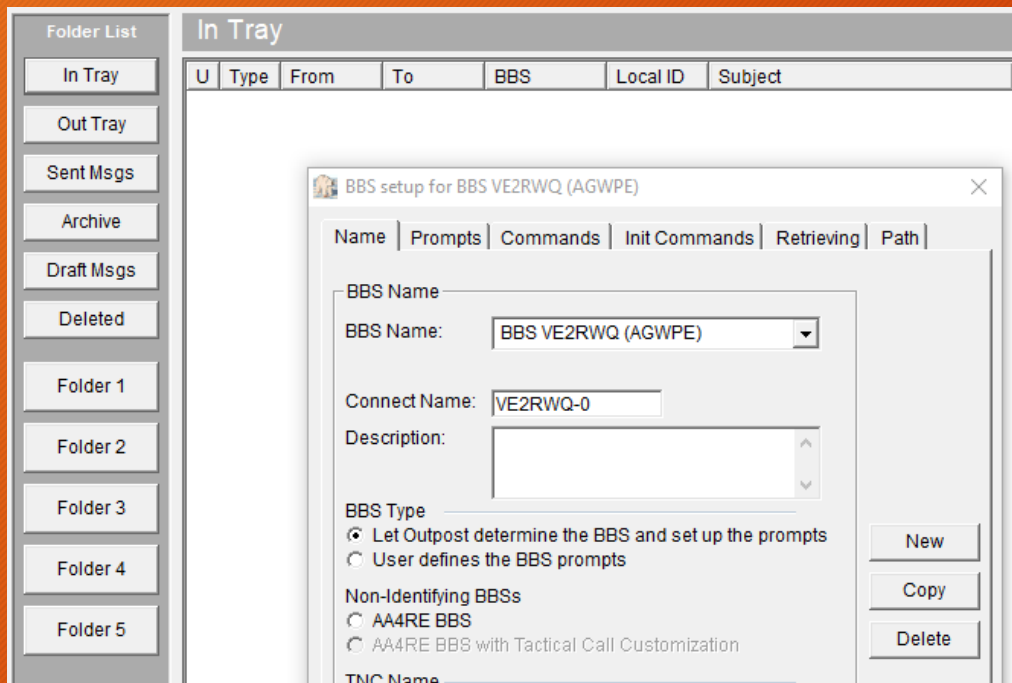 Folder List
In Tray
Out Tray
Sent Msgs
Archive
Draft Msgs
Deleted
Folder 1
Folder 2
Folder 3
Folder 4
Folder 5
In Tray
U Type From To BBS Local ID Subject
BBS setup for BBS VE2RWQ (AGWPE)
Name Prompts Commands Init Commands Retrieving Path
BBS Name
BBS Name: BBS VE2RWQ (AGWPE)
Connect Name: VE2RWQ-0
Description:
BBS Type
Let Outpost determine the BBS and set up the prompts
User defines the BBS prompts
Non-Identifying BBSs
AA4RE BBS
AA4RE BBS with Tactical Call Customization
TNC Name
New
Copy
Delete